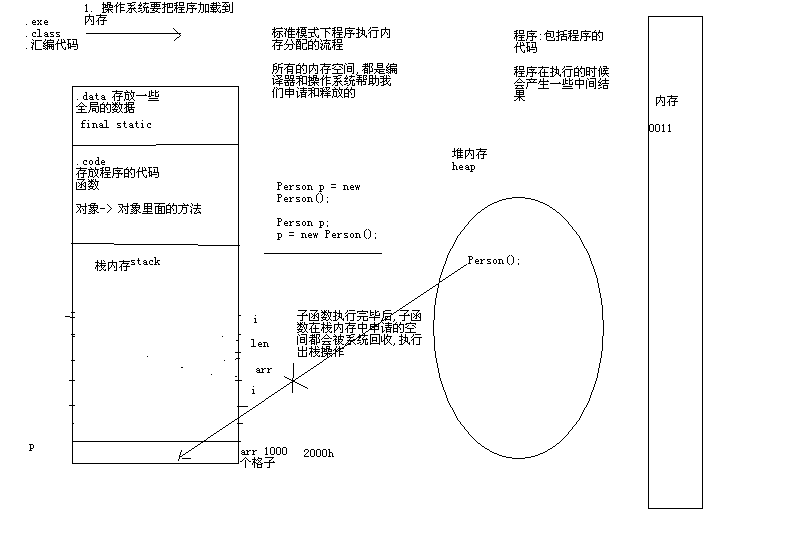 1. 操作系统要把程序加载到
内存
.exe
.class
.汇编代码
标准模式下程序执行内
存分配的流程
所有的内存空间,都是编
译器和操作系统帮助我
们申请和释放的
程序:包括程序的
代码
程序在执行的时候
会产生一些中间结
果
内存
0011
.data 存放一些
全局的数据
final static
.code
存放程序的代码
函数
对象-> 对象里面的方法
栈内存stack
Person p = new
Person();
Person p;
p = new Person();
堆内存
heap
Person();
子函数执行完毕后,子函
数在栈内存中申请的空
间都会被系统回收,执行
出栈操作
i
len
arr
i
p
arr 1000
个格子
2000h